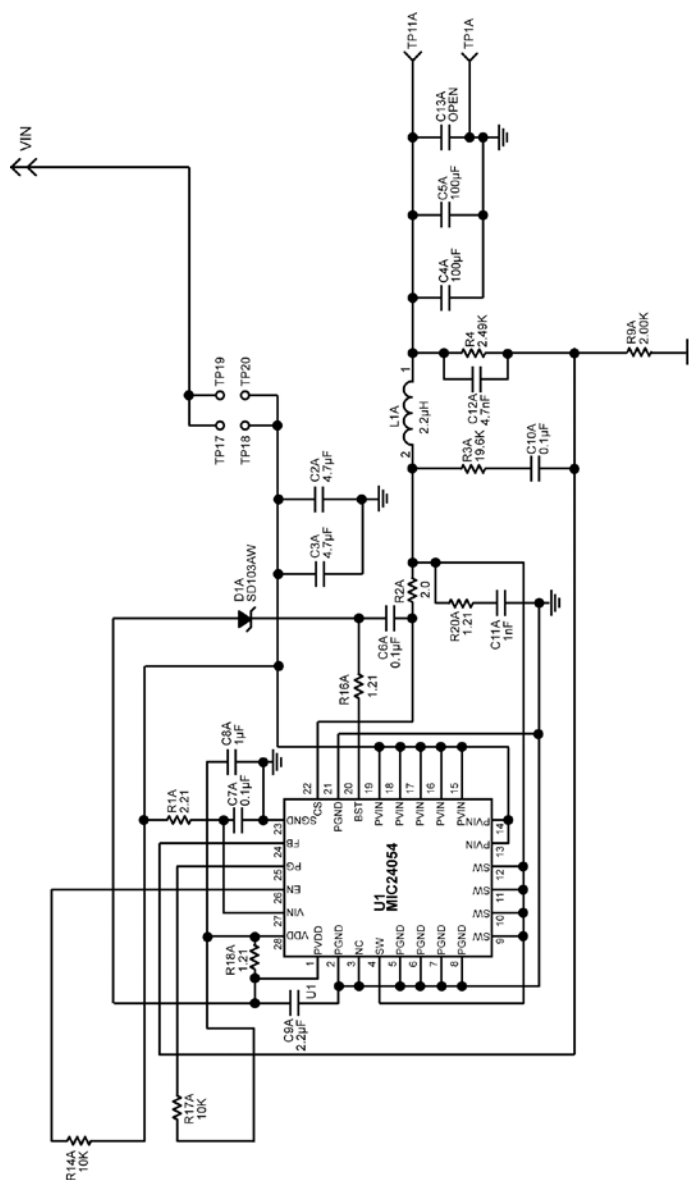 TP11A
TP1A
VIN
C13A
OPEN
C5A
100µF
C4A
100µF
TP19
TP20
TP17
TP18
R4
2.49K
C12A
4.7nF
R9A
2.00K
1
L1A
2.2µH
2
R3A
19.6K
C10A
0.1µF
C2A
4.7µF
C3A
4.7µF
D1A
SD103AW
R2A
2.0
C6A
0.1µF
R20A
1.21
C11A
1nF
R16A
1.21
C8A
1µF
C7A
0.1µF
R1A
2.21
22
21
20
19
18
17
16
15
CS
PGND
BST
PVIN
PVIN
PVIN
PVIN
PVIN
23
24
25
26
27
28
SGND
FB
PG
EN
VIN
VDD
U1
MIC24054
PVIN
PVIN
SW
SW
SW
SW
14
13
12
11
10
9
PVDD
PGND
NC
SW
PGND
PGND
PGND
PGND
1
2
3
4
5
6
7
8
R18A
1.21
U1
C9A
2.2µF
R17A
10K
R14A
10K